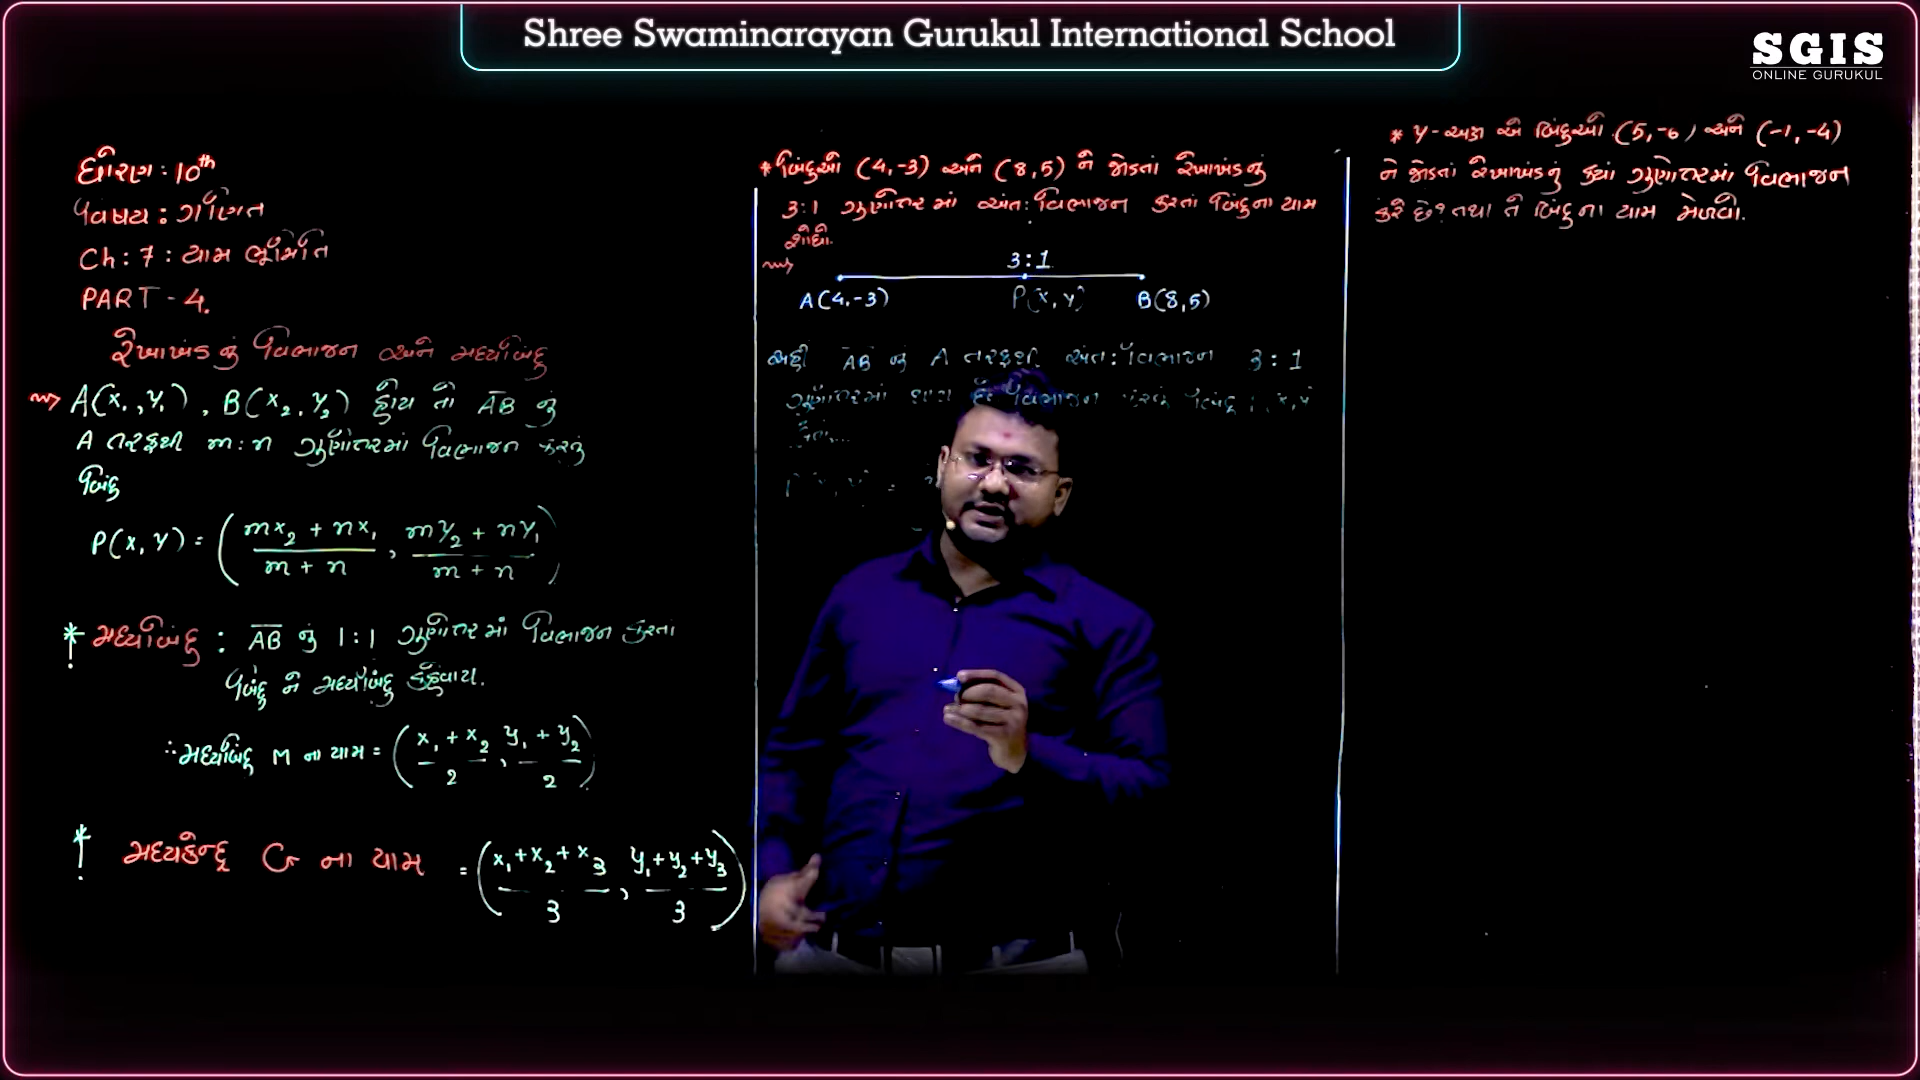 Shree Swaminarayan Gurukul International School
SGIS
ONLINE GURUKUL
ધોરણ : 10th
વિષય : ગણિત
Ch : 7 : યામ ભૂમિતિ
PART - 4.
રેખાખંડનું વિભાજન અને મધ્યબિંદુ
A(x₁, y₁), B(x₂, y₂) હોય તો AB નું
A તરફથી m:n ગુણોત્તરમાં વિભાજન કરતું
બિંદુ
P(x, y) = ( mx₂ + nx₁ / m + n , my₂ + ny₁ / m + n )
* મધ્યબિંદુ : AB નું 1:1 ગુણોત્તરમાં વિભાજન કરતાં
બિંદુ ને મધ્યબિંદુ કહેવાય.
∴ મધ્યબિંદુ M ના યામ = ( x₁ + x₂ / 2 , y₁ + y₂ / 2 )
* મધ્યકેન્દ્ર G ના યામ = ( x₁ + x₂ + x₃ / 3 , y₁ + y₂ + y₃ / 3 )
* બિંદુઓ (4, -3) અને (8, 5) ને જોડતાં રેખાખંડનું
3:1 ગુણોત્તર માં અંતઃવિભાજન કરતાં બિંદુના યામ
શોધો.
3:1
A(4, -3) P(x, y) B(8, 5)
અહીં AB નું A તરફથી અંતઃવિભાજન 3 : 1
ગુણોત્તરમાં વિભાજન
* y-અક્ષ એ બિંદુઓ (5, -6) અને (-1, -4)
ને જોડતાં રેખાખંડનું ક્યાં ગુણોત્તરમાં વિભાજન
કરે છે? તથા તે બિંદુના યામ મેળવો.